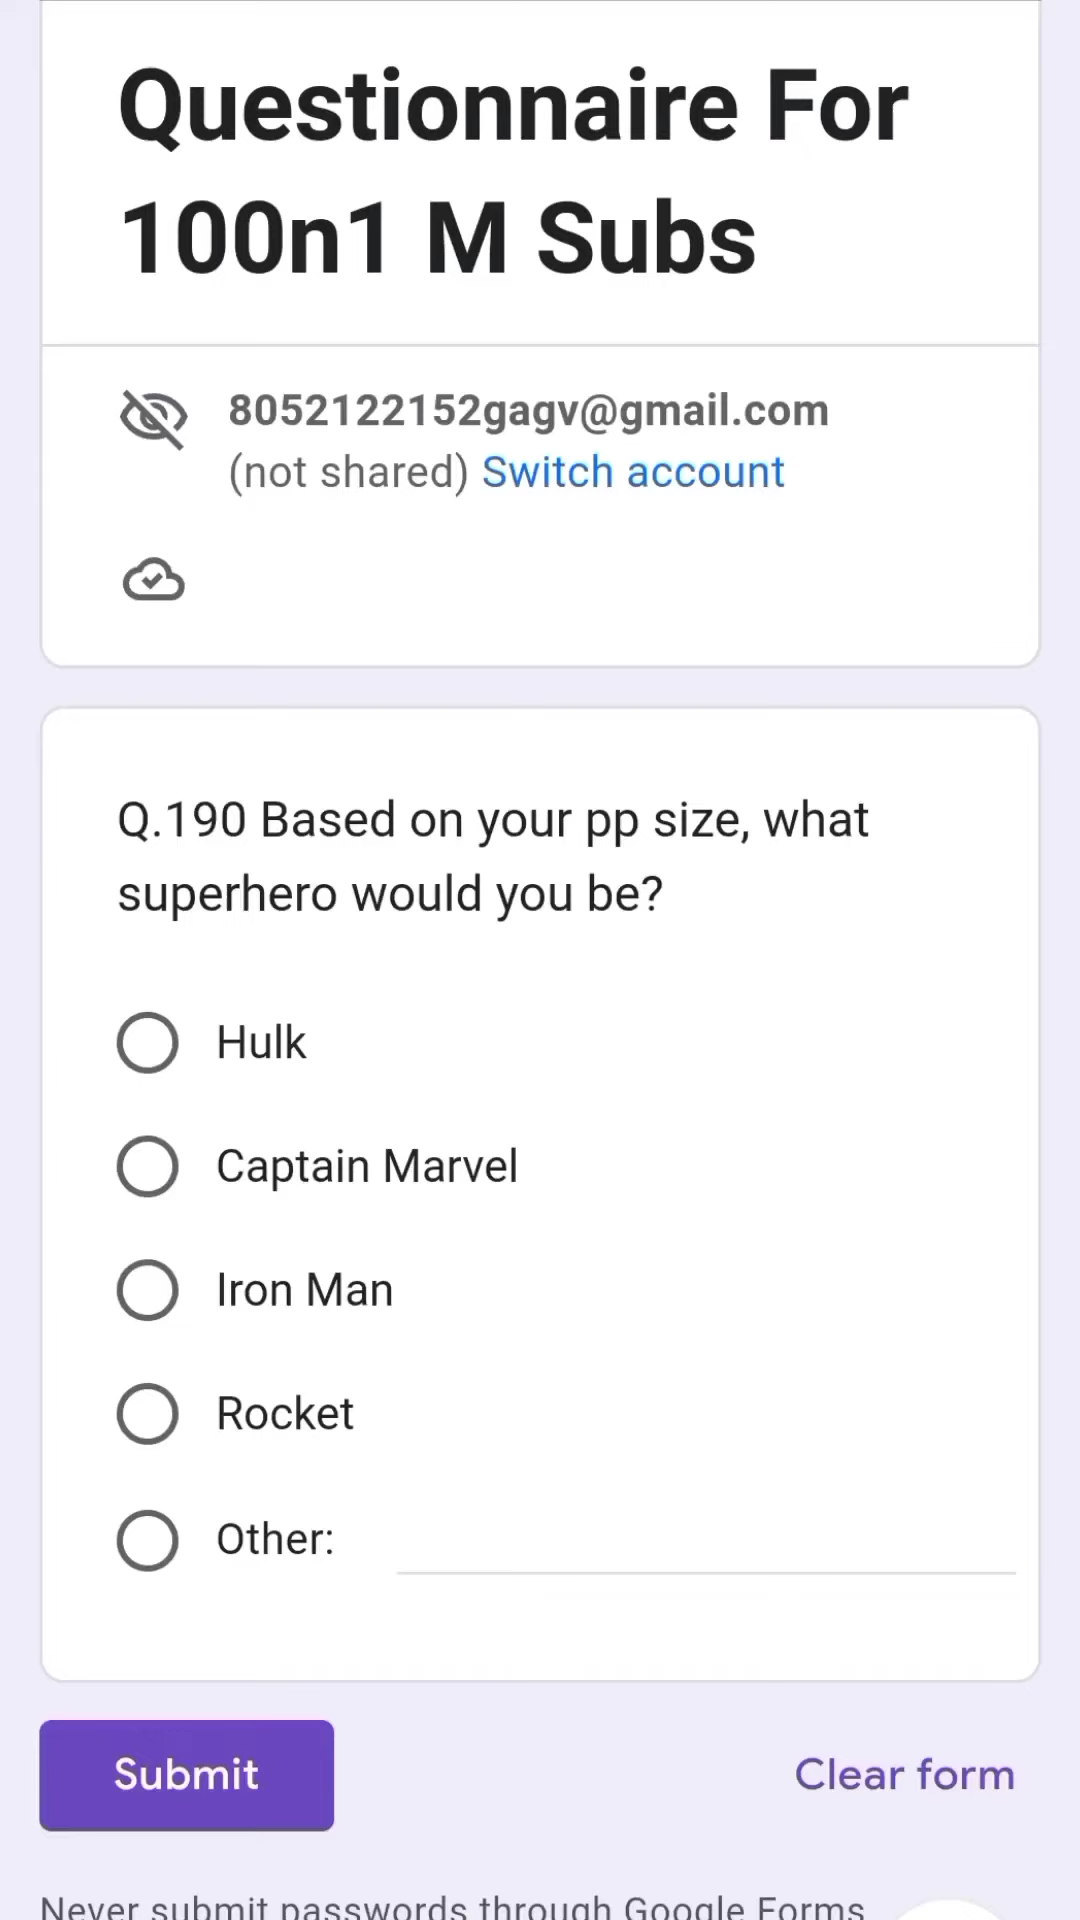 Questionnaire For
100n1 M Subs
8052122152gagv@gmail.com
(not shared) Switch account
Q.190 Based on your pp size, what
superhero would you be?
Hulk
Captain Marvel
Iron Man
Rocket
Other:
Submit
Clear form
Never submit passwords through Google Forms